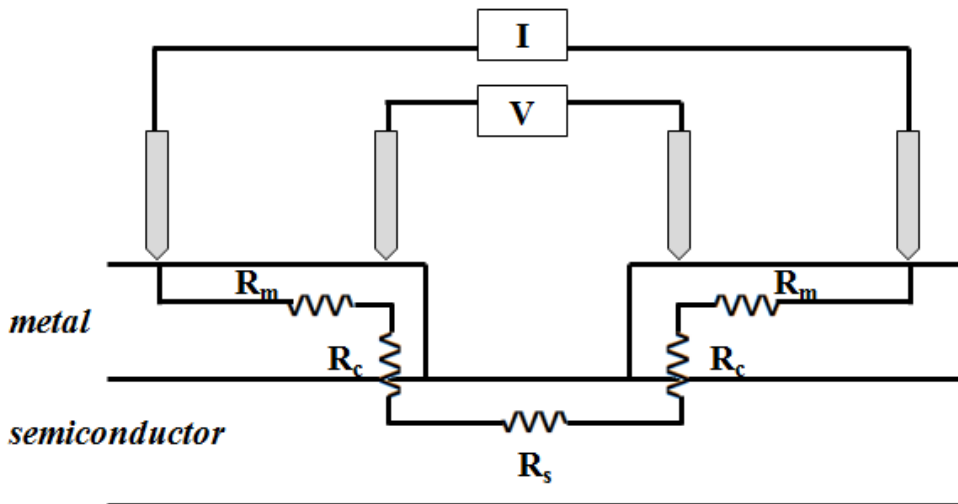 I
V
Rm
Rm
metal
Rc
Rc
semiconductor
Rs